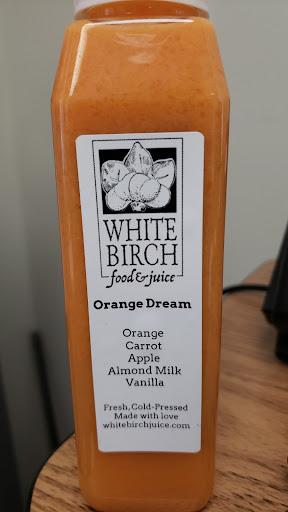 WHITE
BIRCH
food & juice
Orange Dream
Orange
Carrot
Apple
Almond Milk
Vanilla
Fresh, Cold-Pressed
Made with love
whitebirchjuice.com